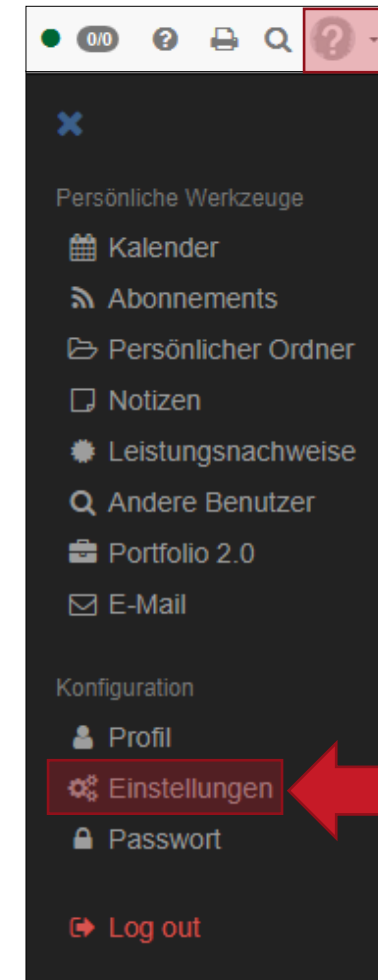 0/0
Persönliche Werkzeuge
Kalender
Abonnements
Persönlicher Ordner
Notizen
Leistungsnachweise
Andere Benutzer
Portfolio 2.0
E-Mail
Konfiguration
Profil
Einstellungen
Passwort
Log out